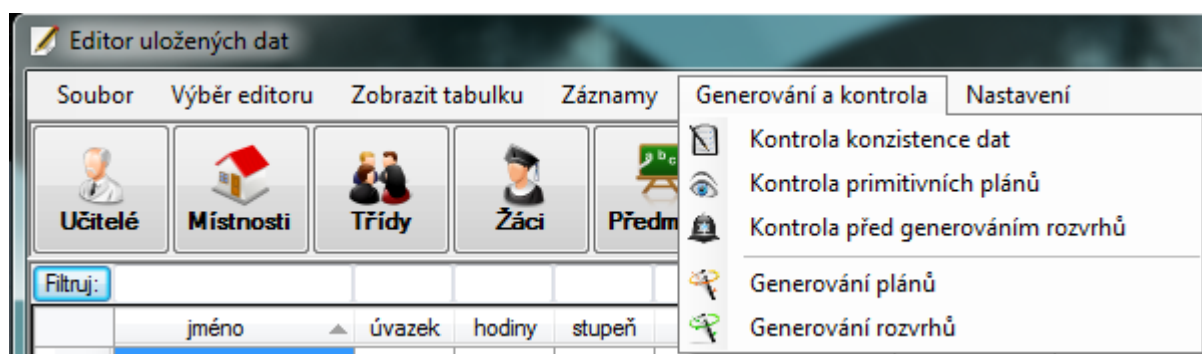 Editor uložených dat
Soubor Výběr editoru Zobrazit tabulku Záznamy Generování a kontrola Nastavení
Kontrola konzistence dat
Kontrola primitivních plánů
Kontrola před generováním rozvrhů
Generování plánů
Generování rozvrhů
Učitelé Místnosti Třídy Žáci Předm
Filtruj:
jméno úvazek hodiny stupeň